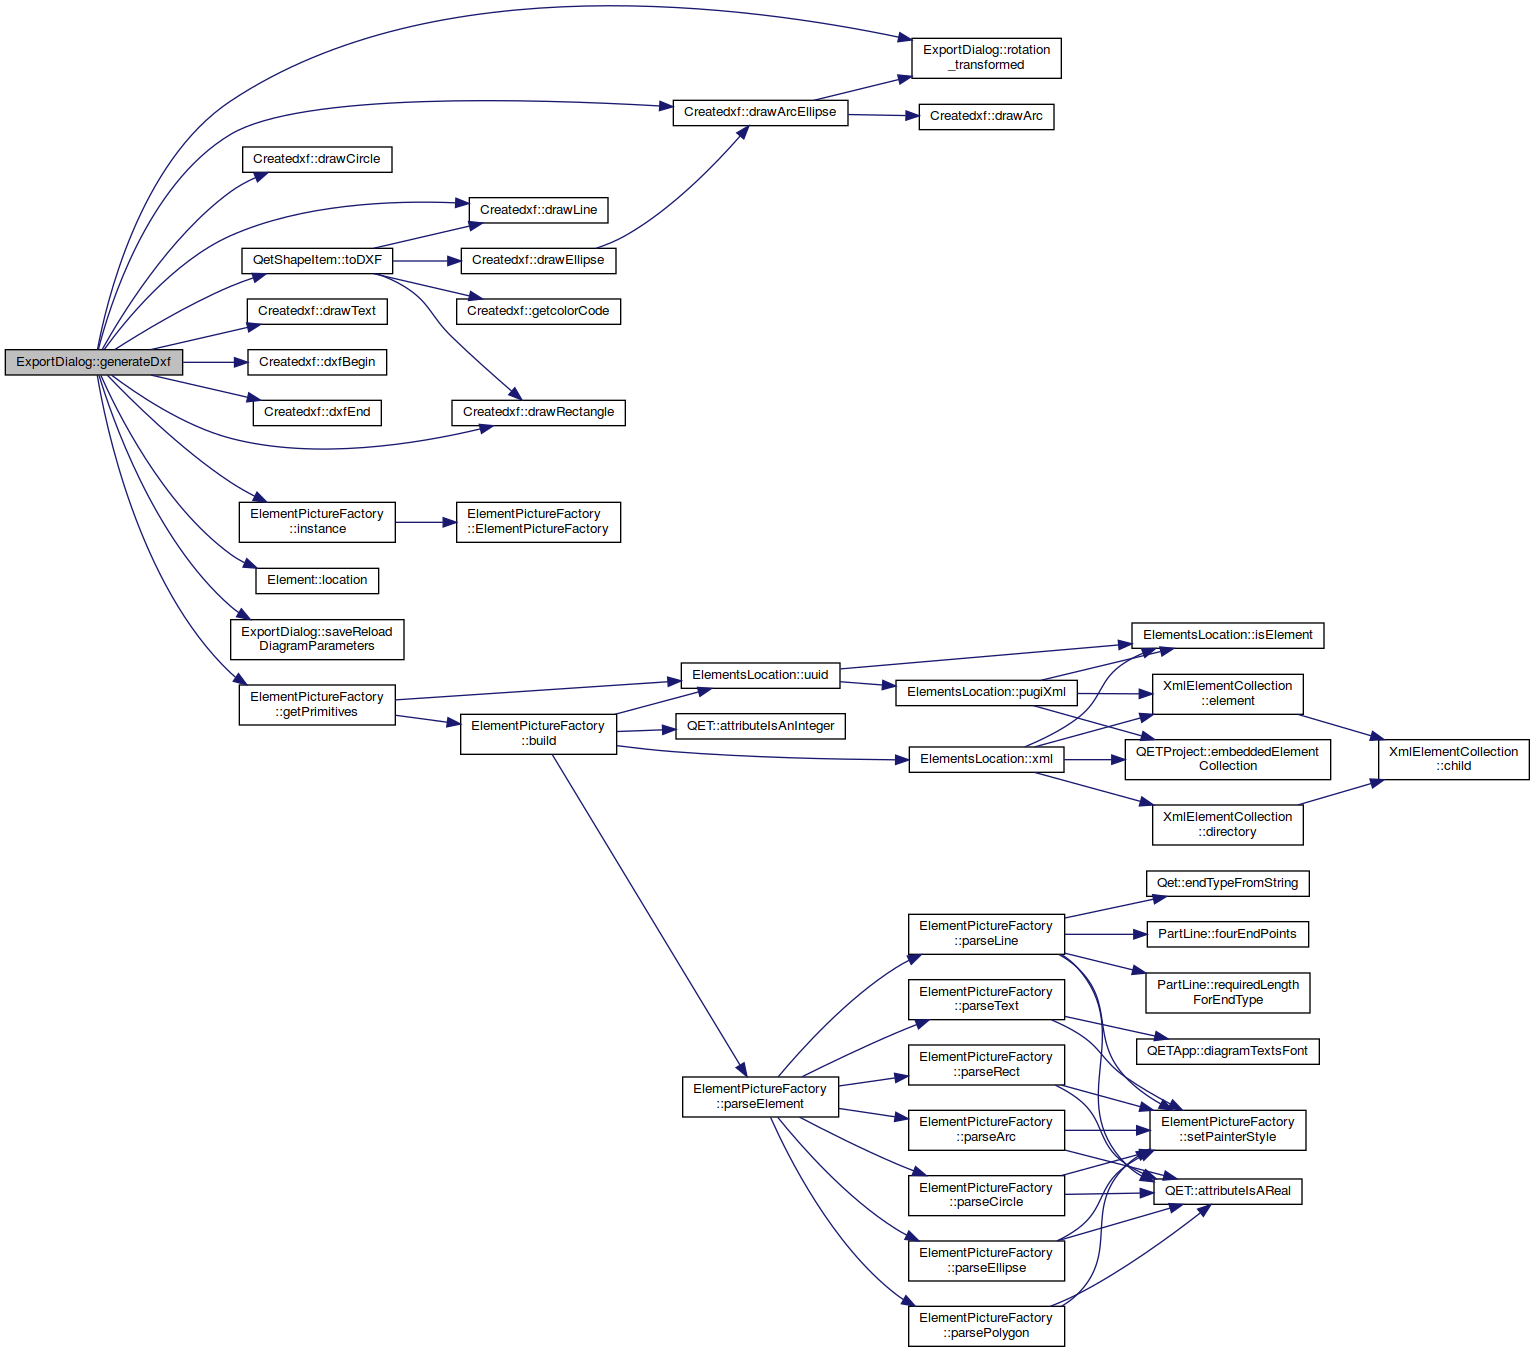 ExportDialog::rotation
_transformed
Createdxf::drawArcEllipse
Createdxf::drawArc
Createdxf::drawCircle
Createdxf::drawLine
QetShapeItem::toDXF
Createdxf::drawEllipse
Createdxf::drawText
Createdxf::getcolorCode
ExportDialog::generateDxf
Createdxf::dxfBegin
Createdxf::dxfEnd
Createdxf::drawRectangle
ElementPictureFactory
::instance
ElementPictureFactory
::ElementPictureFactory
Element::location
ExportDialog::saveReload
DiagramParameters
ElementPictureFactory
::getPrimitives
ElementsLocation::uuid
ElementPictureFactory
::build
QET::attributeIsAnInteger
ElementsLocation::isElement
ElementsLocation::pugiXml
XmlElementCollection
::element
ElementsLocation::xml
QETProject::embeddedElement
Collection
XmlElementCollection
::child
XmlElementCollection
::directory
Qet::endTypeFromString
ElementPictureFactory
::parseLine
PartLine::fourEndPoints
PartLine::requiredLength
ForEndType
ElementPictureFactory
::parseText
QETApp::diagramTextsFont
ElementPictureFactory
::parseRect
ElementPictureFactory
::parseElement
ElementPictureFactory
::parseArc
ElementPictureFactory
::setPainterStyle
ElementPictureFactory
::parseCircle
QET::attributeIsAReal
ElementPictureFactory
::parseEllipse
ElementPictureFactory
::parsePolygon